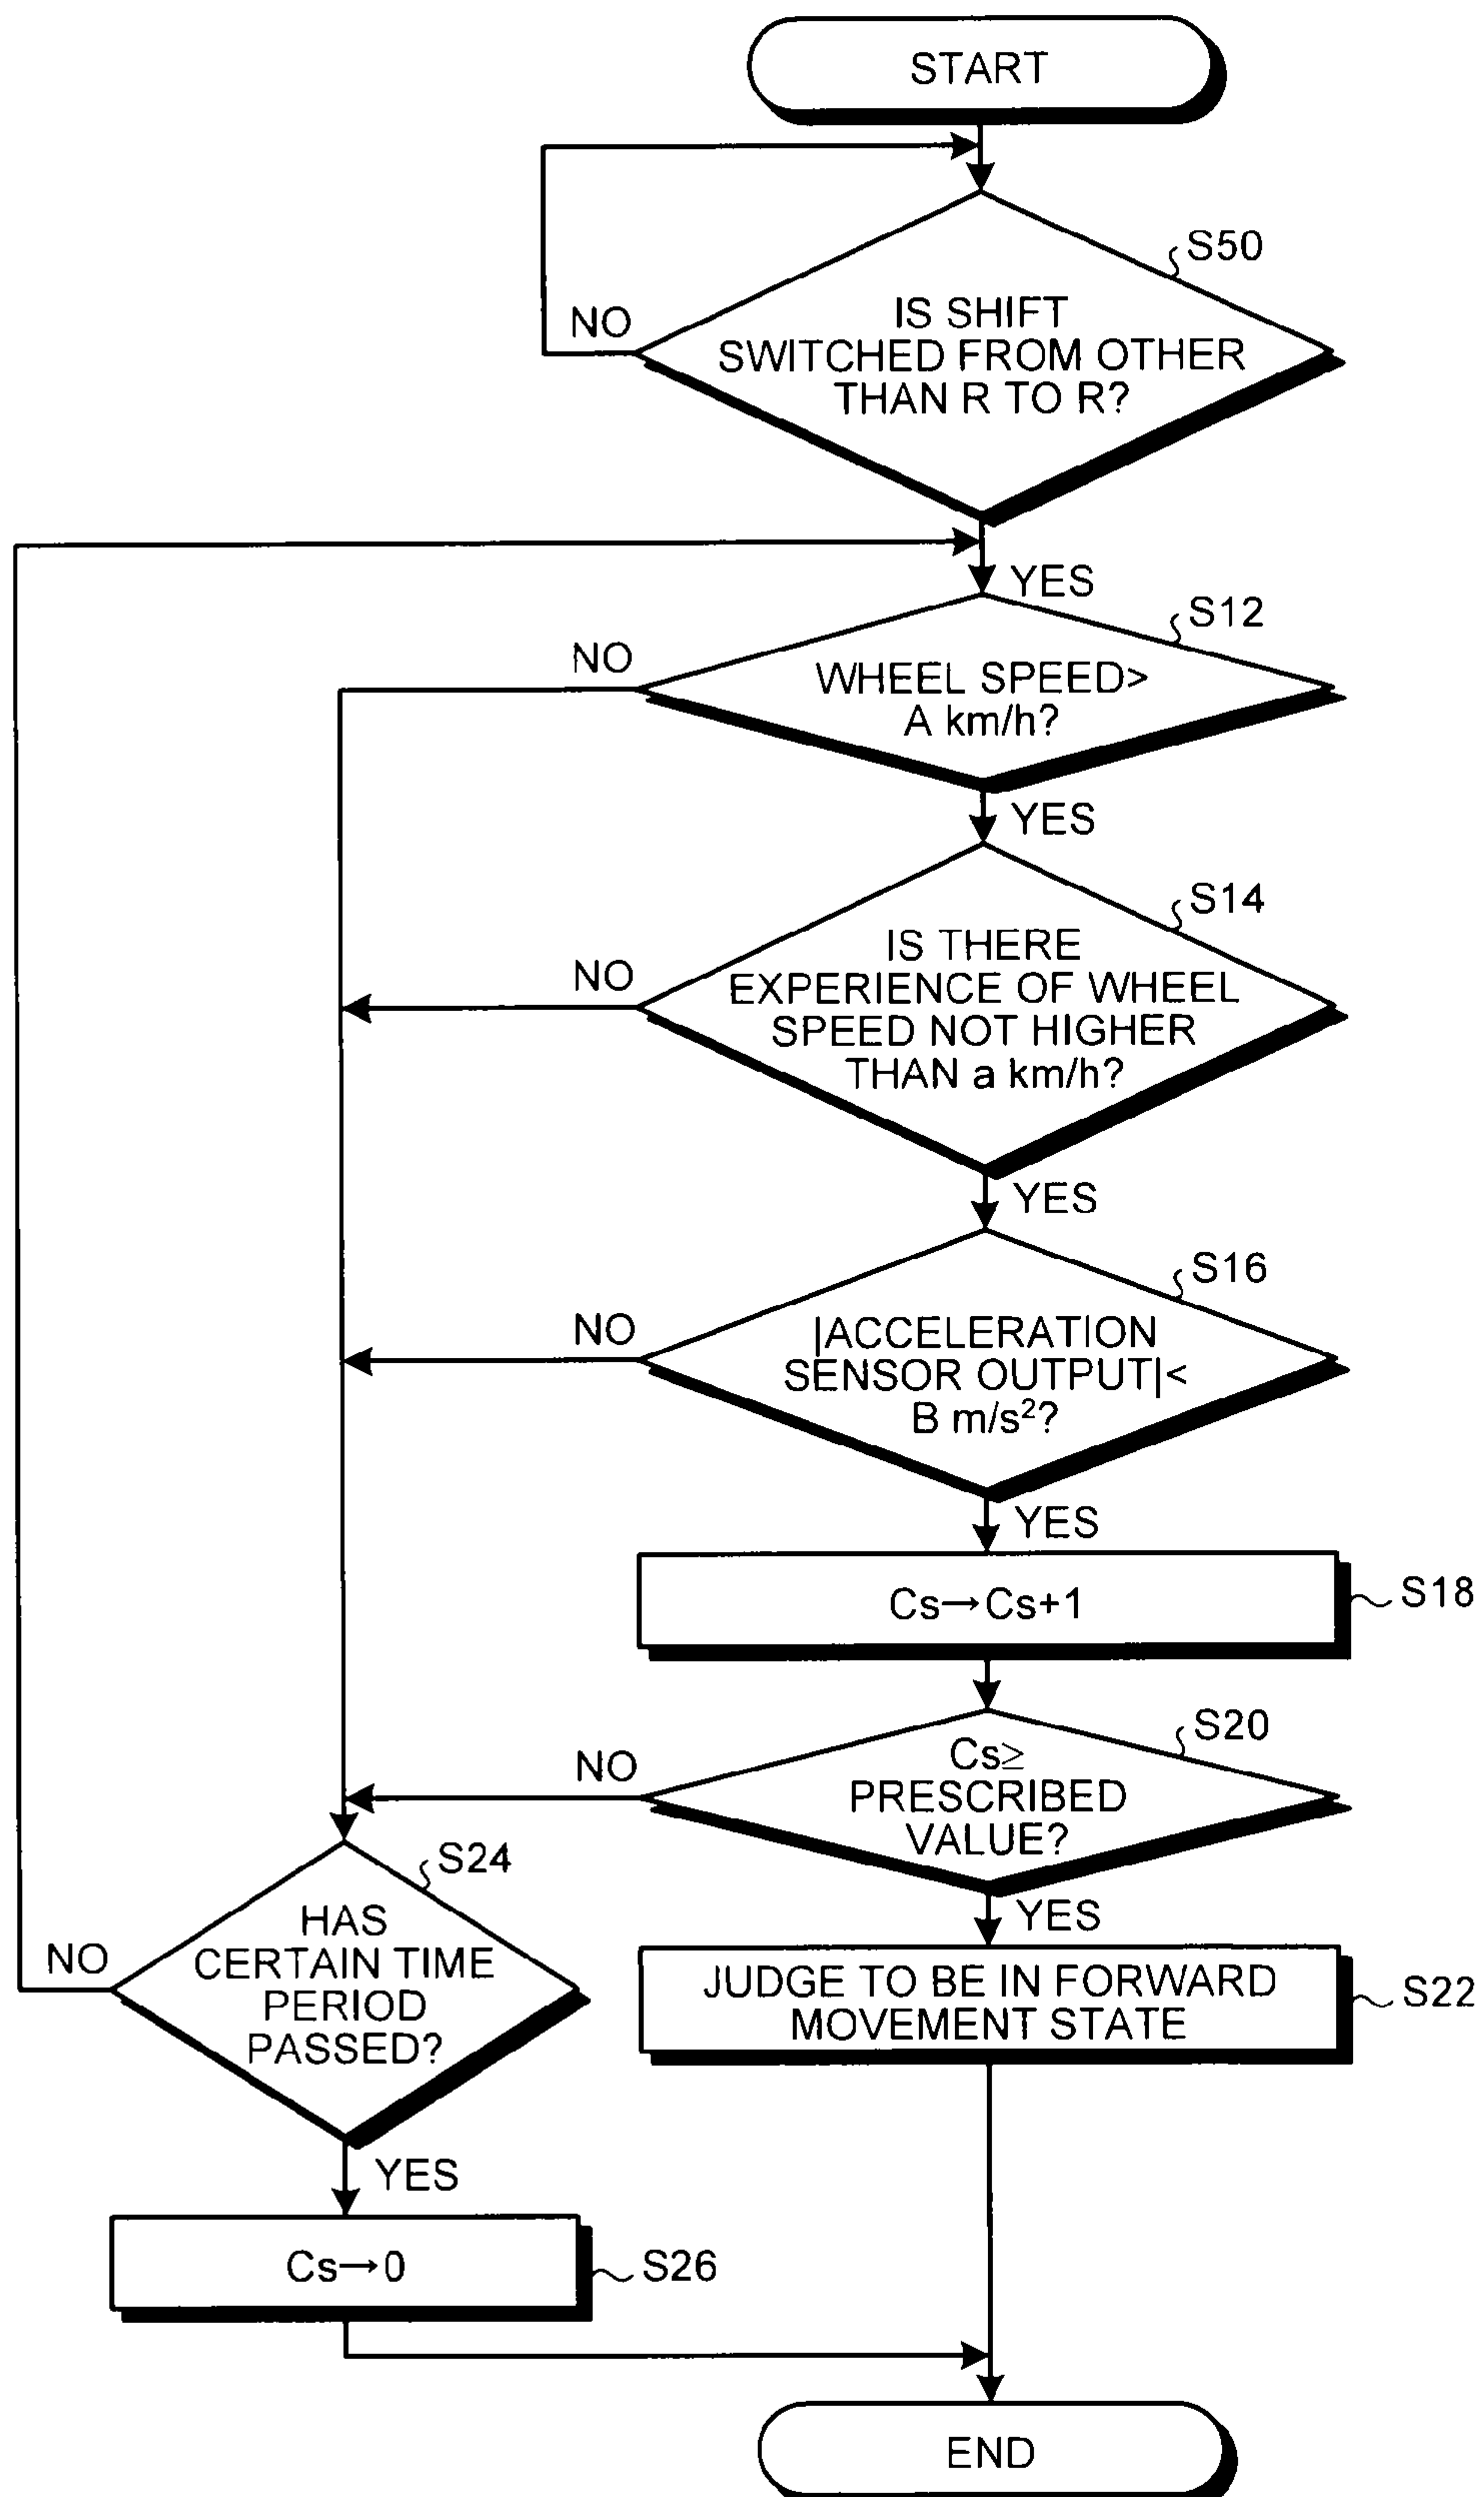 START
S50
NO
IS SHIFT
SWITCHED FROM OTHER
THAN R TO R?
YES
S12
NO
WHEEL SPEED>
A km/h?
YES
S14
NO
IS THERE
EXPERIENCE OF WHEEL
SPEED NOT HIGHER
THAN a km/h?
YES
S16
NO
|ACCELERATION
SENSOR OUTPUT|<
B m/s²?
YES
Cs→Cs+1
S18
S20
NO
Cs≥
PRESCRIBED
VALUE?
YES
S24
NO
HAS
CERTAIN TIME
PERIOD
PASSED?
JUDGE TO BE IN FORWARD
MOVEMENT STATE
S22
YES
Cs→0
S26
END